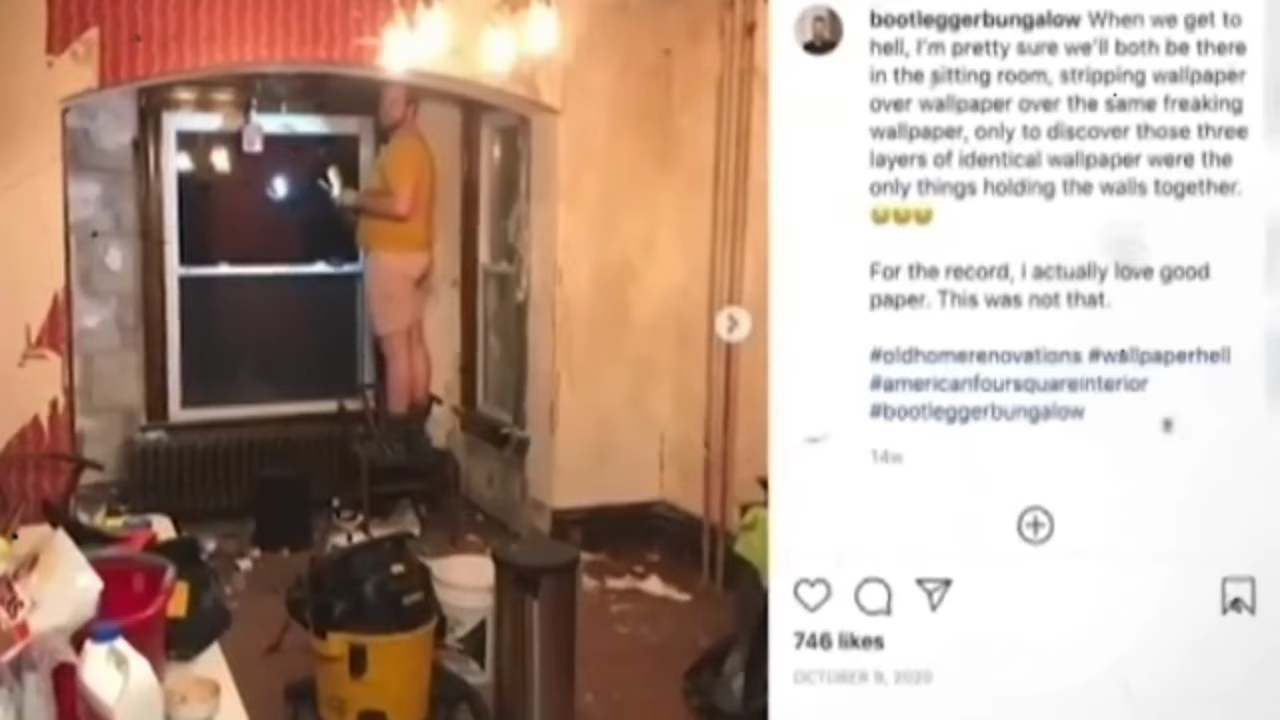 bootleggerbungalow When we get to
hell, I'm pretty sure we'll both be there
in the sitting room, stripping wallpaper
over wallpaper over the same freaking
wallpaper, only to discover those three
layers of identical wallpaper were the
only things holding the walls together.
😂😂😂
For the record, I actually love good
paper. This was not that.
#oldhomerenovations #wallpaperhell
#americanfoursquareinterior
#bootleggerbungalow
14w
746 likes
OCTOBER 9, 2020